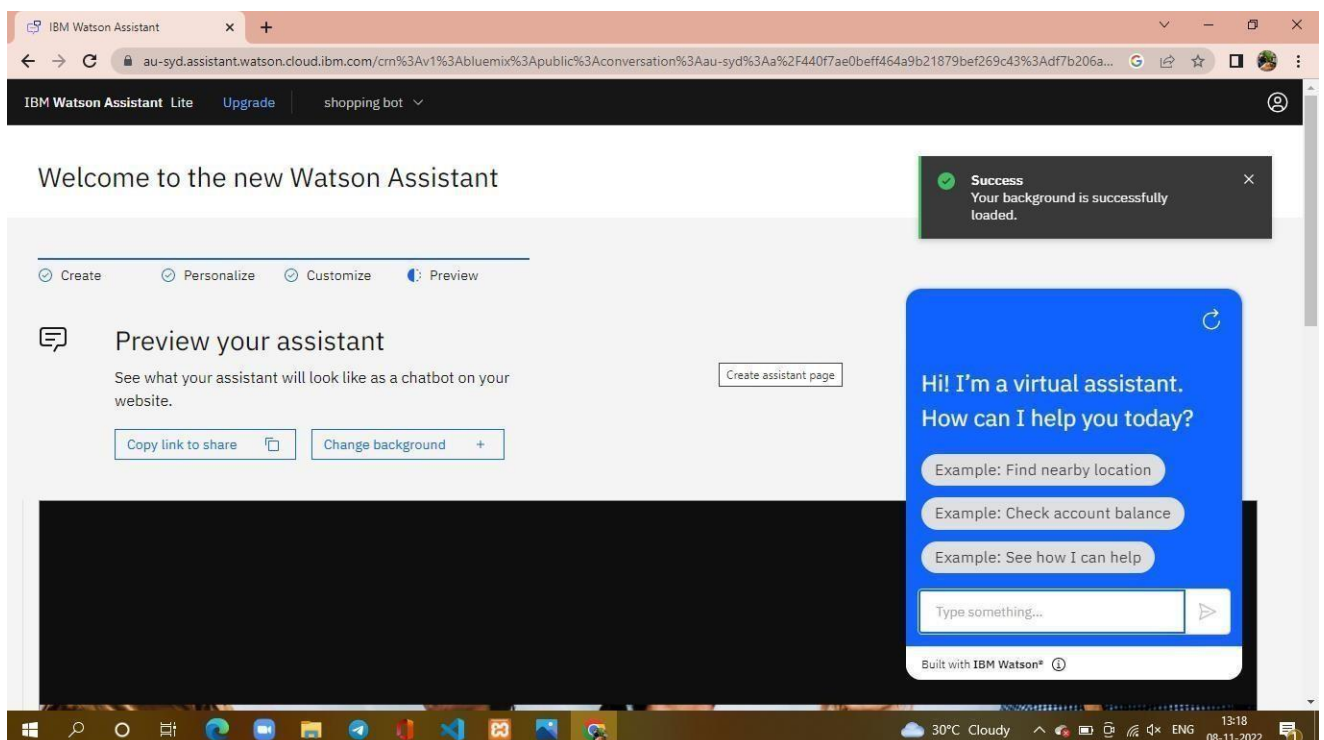 IBM Watson Assistant
au-syd.assistant.watson.cloud.ibm.com/crn%3Av1%3Abluemix%3Apublic%3Aconversation%3Aau-syd%3Aa%2F440f7ae0beff464a9b21879bef269c43%3Adf7b206a...
IBM Watson Assistant Lite Upgrade shopping bot
Welcome to the new Watson Assistant
Success
Your background is successfully
loaded.
Create Personalize Customize Preview
Preview your assistant
See what your assistant will look like as a chatbot on your
website.
Copy link to share Change background +
Create assistant page
Hi! I'm a virtual assistant.
How can I help you today?
Example: Find nearby location
Example: Check account balance
Example: See how I can help
Type something...
Built with IBM Watson®
30°C Cloudy ENG 13:18
08-11-2022